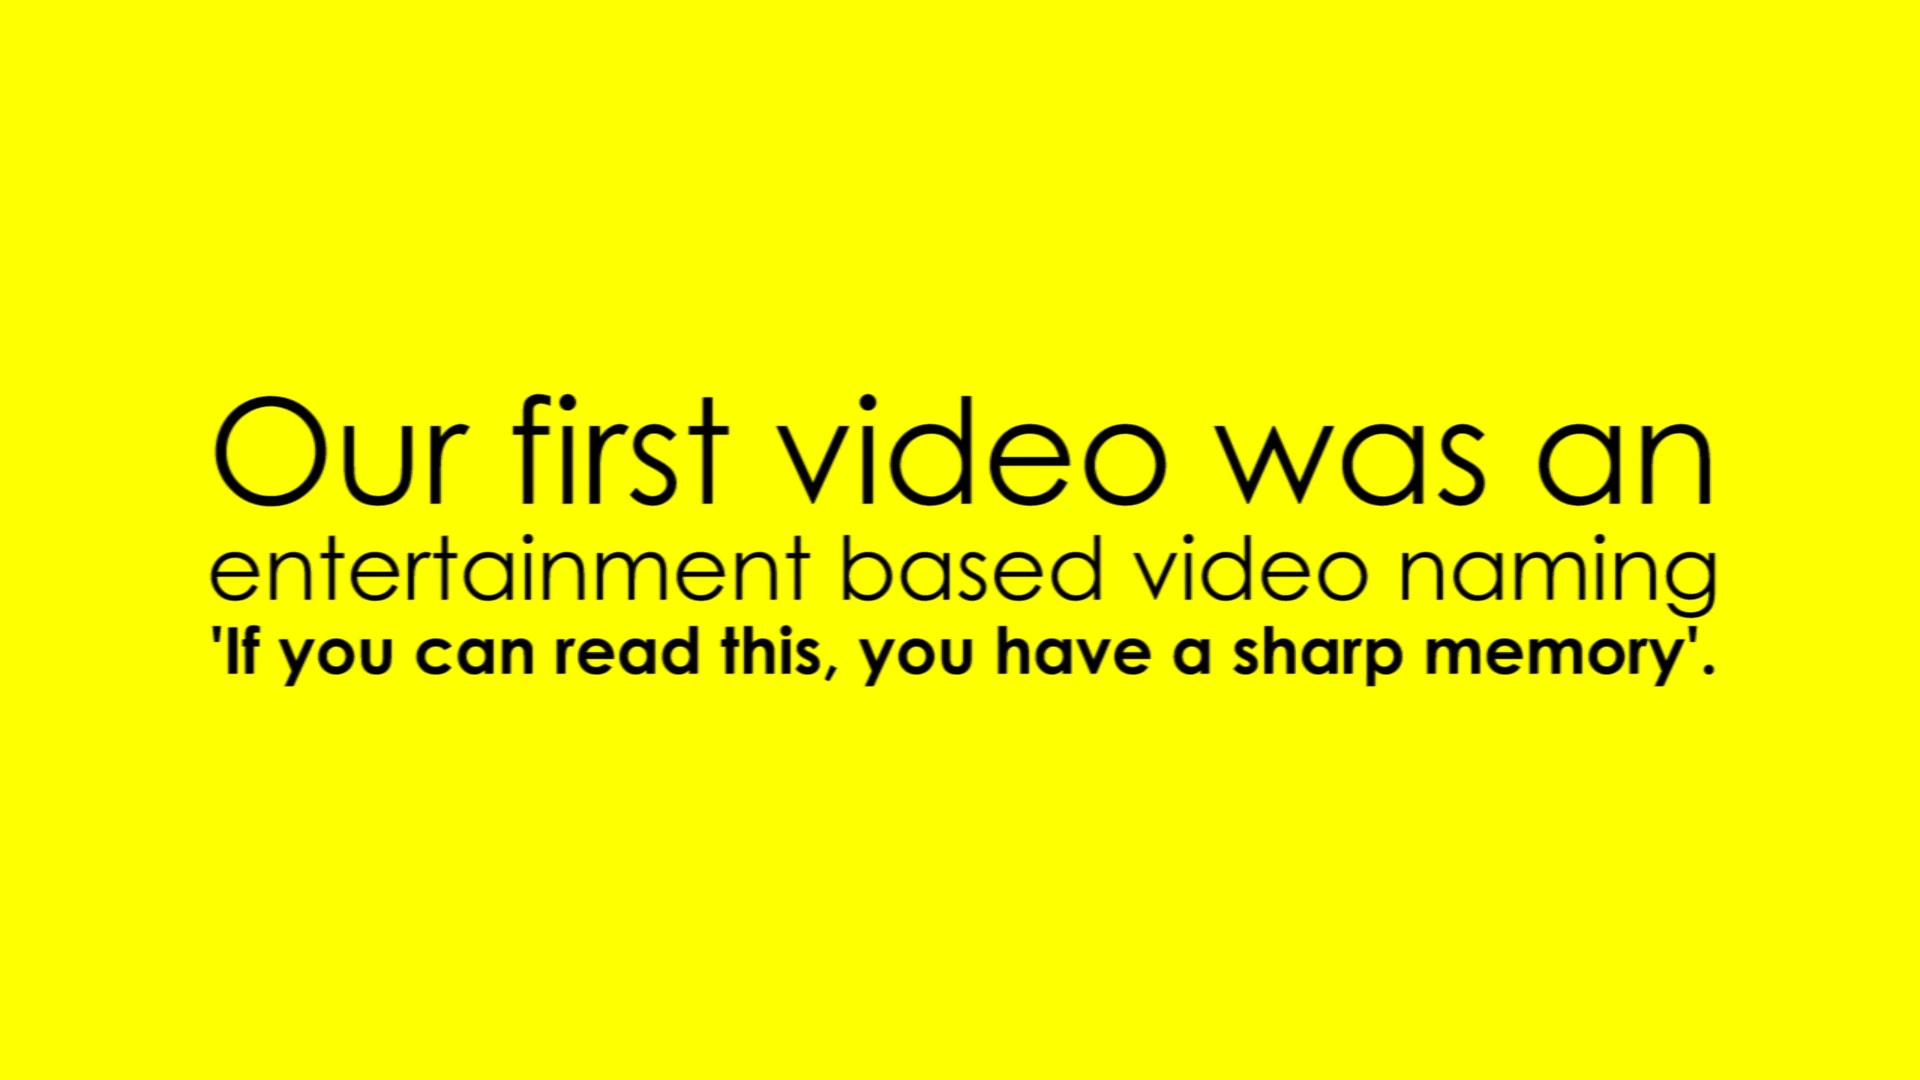 Our first video was an
entertainment based video naming
'If you can read this, you have a sharp memory'.